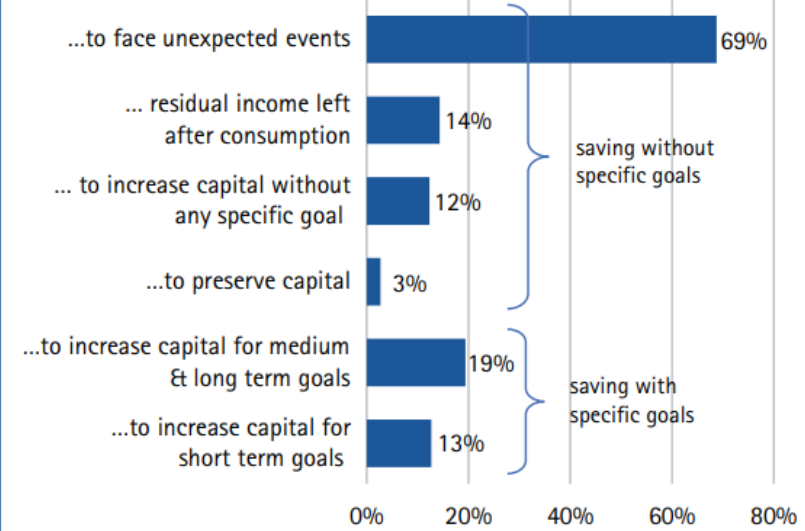 ...to face unexpected events
69%
... residual income left
after consumption
14%
... to increase capital without
any specific goal
12%
saving without
specific goals
...to preserve capital
3%
...to increase capital for medium
& long term goals
19%
saving with
specific goals
...to increase capital for
short term goals
13%
0% 20% 40% 60% 80%